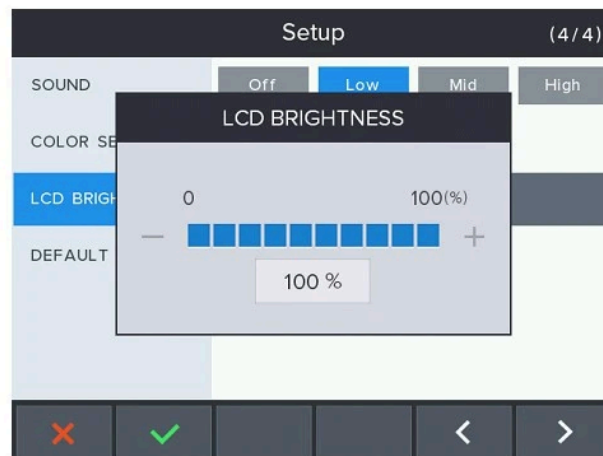 Setup (4/4)
SOUND Off Low Mid High
LCD BRIGHTNESS
COLOR SE
LCD BRIGH
0 100(%)
− +
DEFAULT
100 %